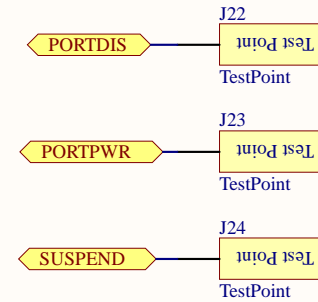 J22
PORTDIS
Test Point
TestPoint
J23
PORTPWR
Test Point
TestPoint
J24
SUSPEND
Test Point
TestPoint